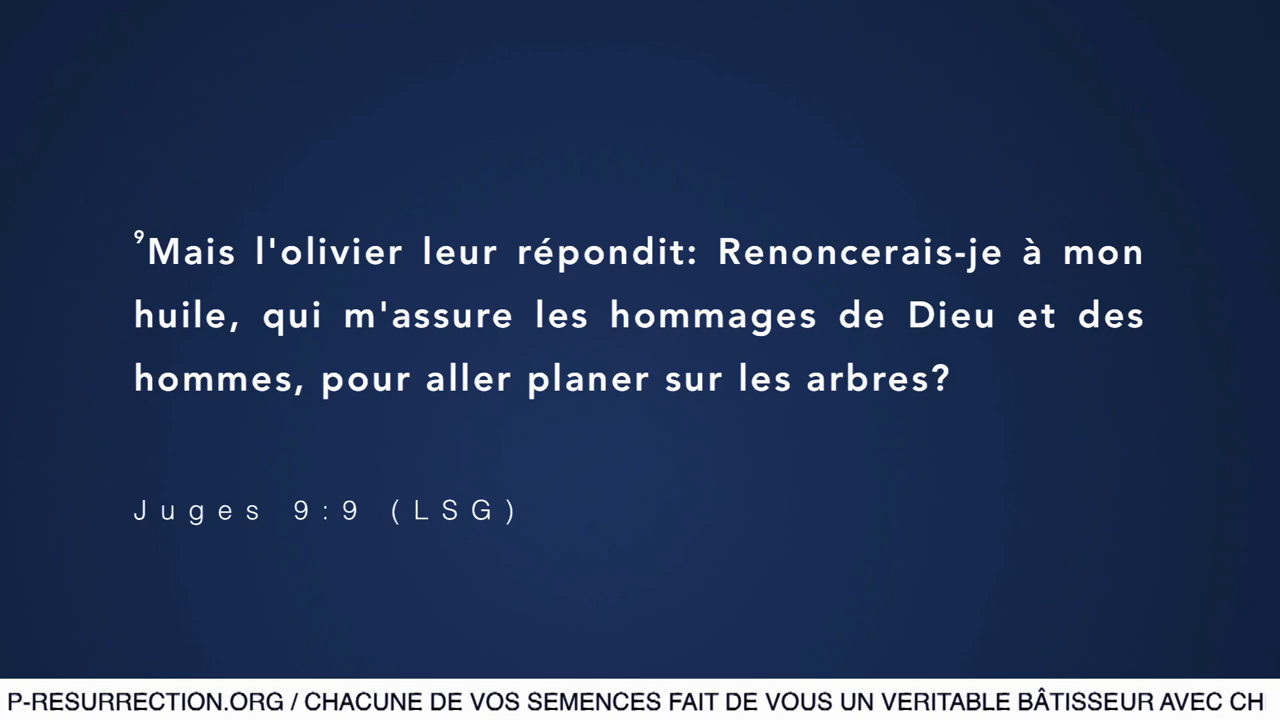 ⁹Mais l'olivier leur répondit: Renoncerais-je à mon
huile, qui m'assure les hommages de Dieu et des
hommes, pour aller planer sur les arbres?
Juges 9:9 (LSG)
P-RESURRECTION.ORG / CHACUNE DE VOS SEMENCES FAIT DE VOUS UN VERITABLE BÂTISSEUR AVEC CH